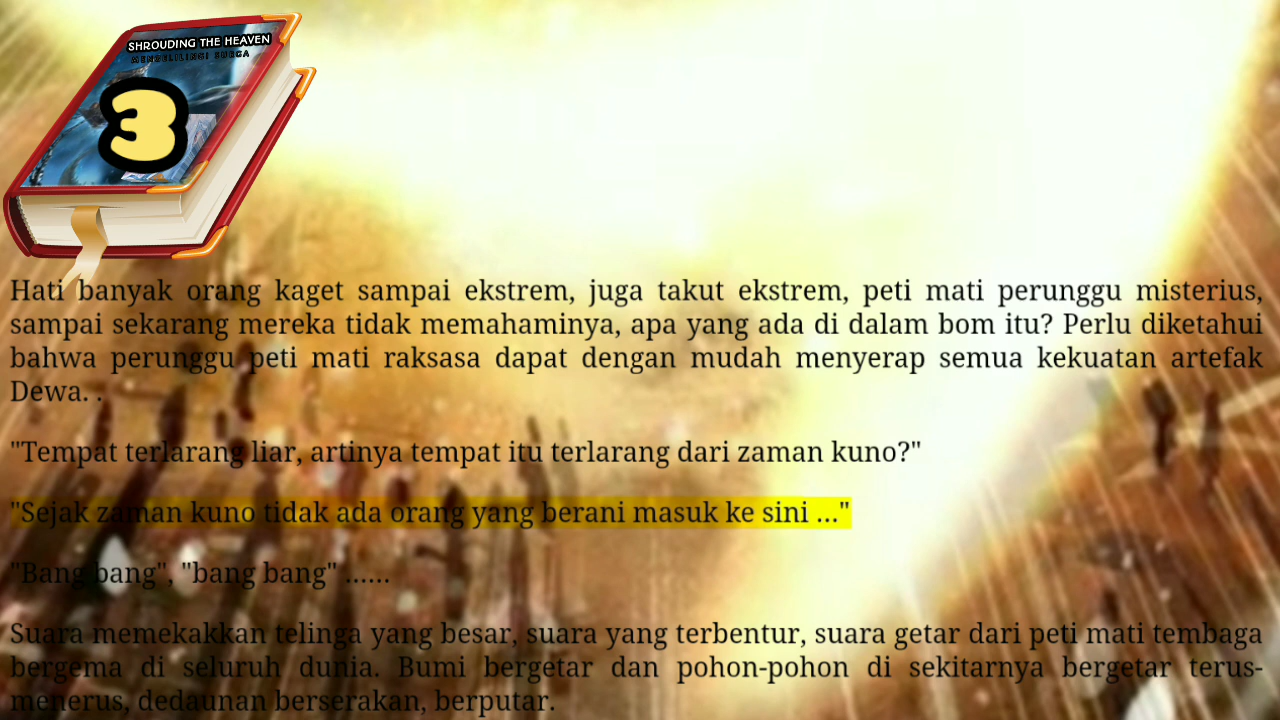 SHROUDING THE HEAVEN
MENGELILINGI SURGA
3
Hati banyak orang kaget sampai ekstrem, juga takut ekstrem, peti mati perunggu misterius,
sampai sekarang mereka tidak memahaminya, apa yang ada di dalam bom itu? Perlu diketahui
bahwa perunggu peti mati raksasa dapat dengan mudah menyerap semua kekuatan artefak
Dewa. .
"Tempat terlarang liar, artinya tempat itu terlarang dari zaman kuno?"
"Sejak zaman kuno tidak ada orang yang berani masuk ke sini ..."
"Bang bang", "bang bang" ......
Suara memekakkan telinga yang besar, suara yang terbentur, suara getar dari peti mati tembaga
bergema di seluruh dunia. Bumi bergetar dan pohon-pohon di sekitarnya bergetar terus-
menerus, dedaunan berserakan, berputar.